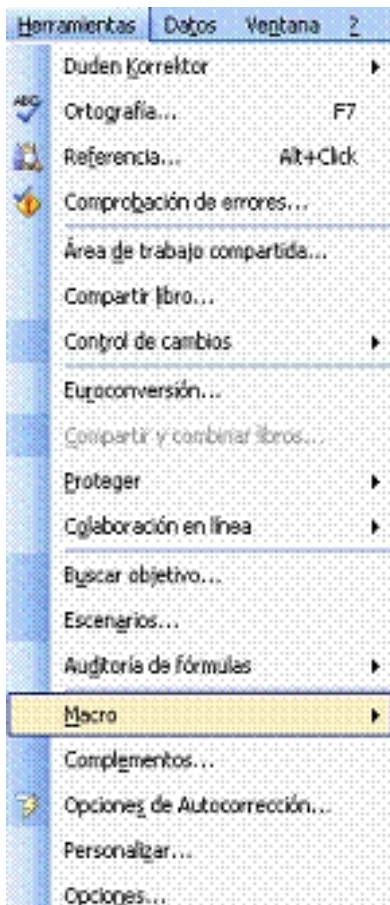 Herramientas Datos Ventana ?
Duden Korrektor
Ortografía... F7
Referencia... Alt+Click
Comprobación de errores...
Área de trabajo compartida...
Compartir libro...
Control de cambios
Euroconversión...
Compartir y combinar libros...
Proteger
Colaboración en línea
Buscar objetivo...
Escenarios...
Auditoría de fórmulas
Macro
Complementos...
Opciones de Autocorrección...
Personalizar...
Opciones...